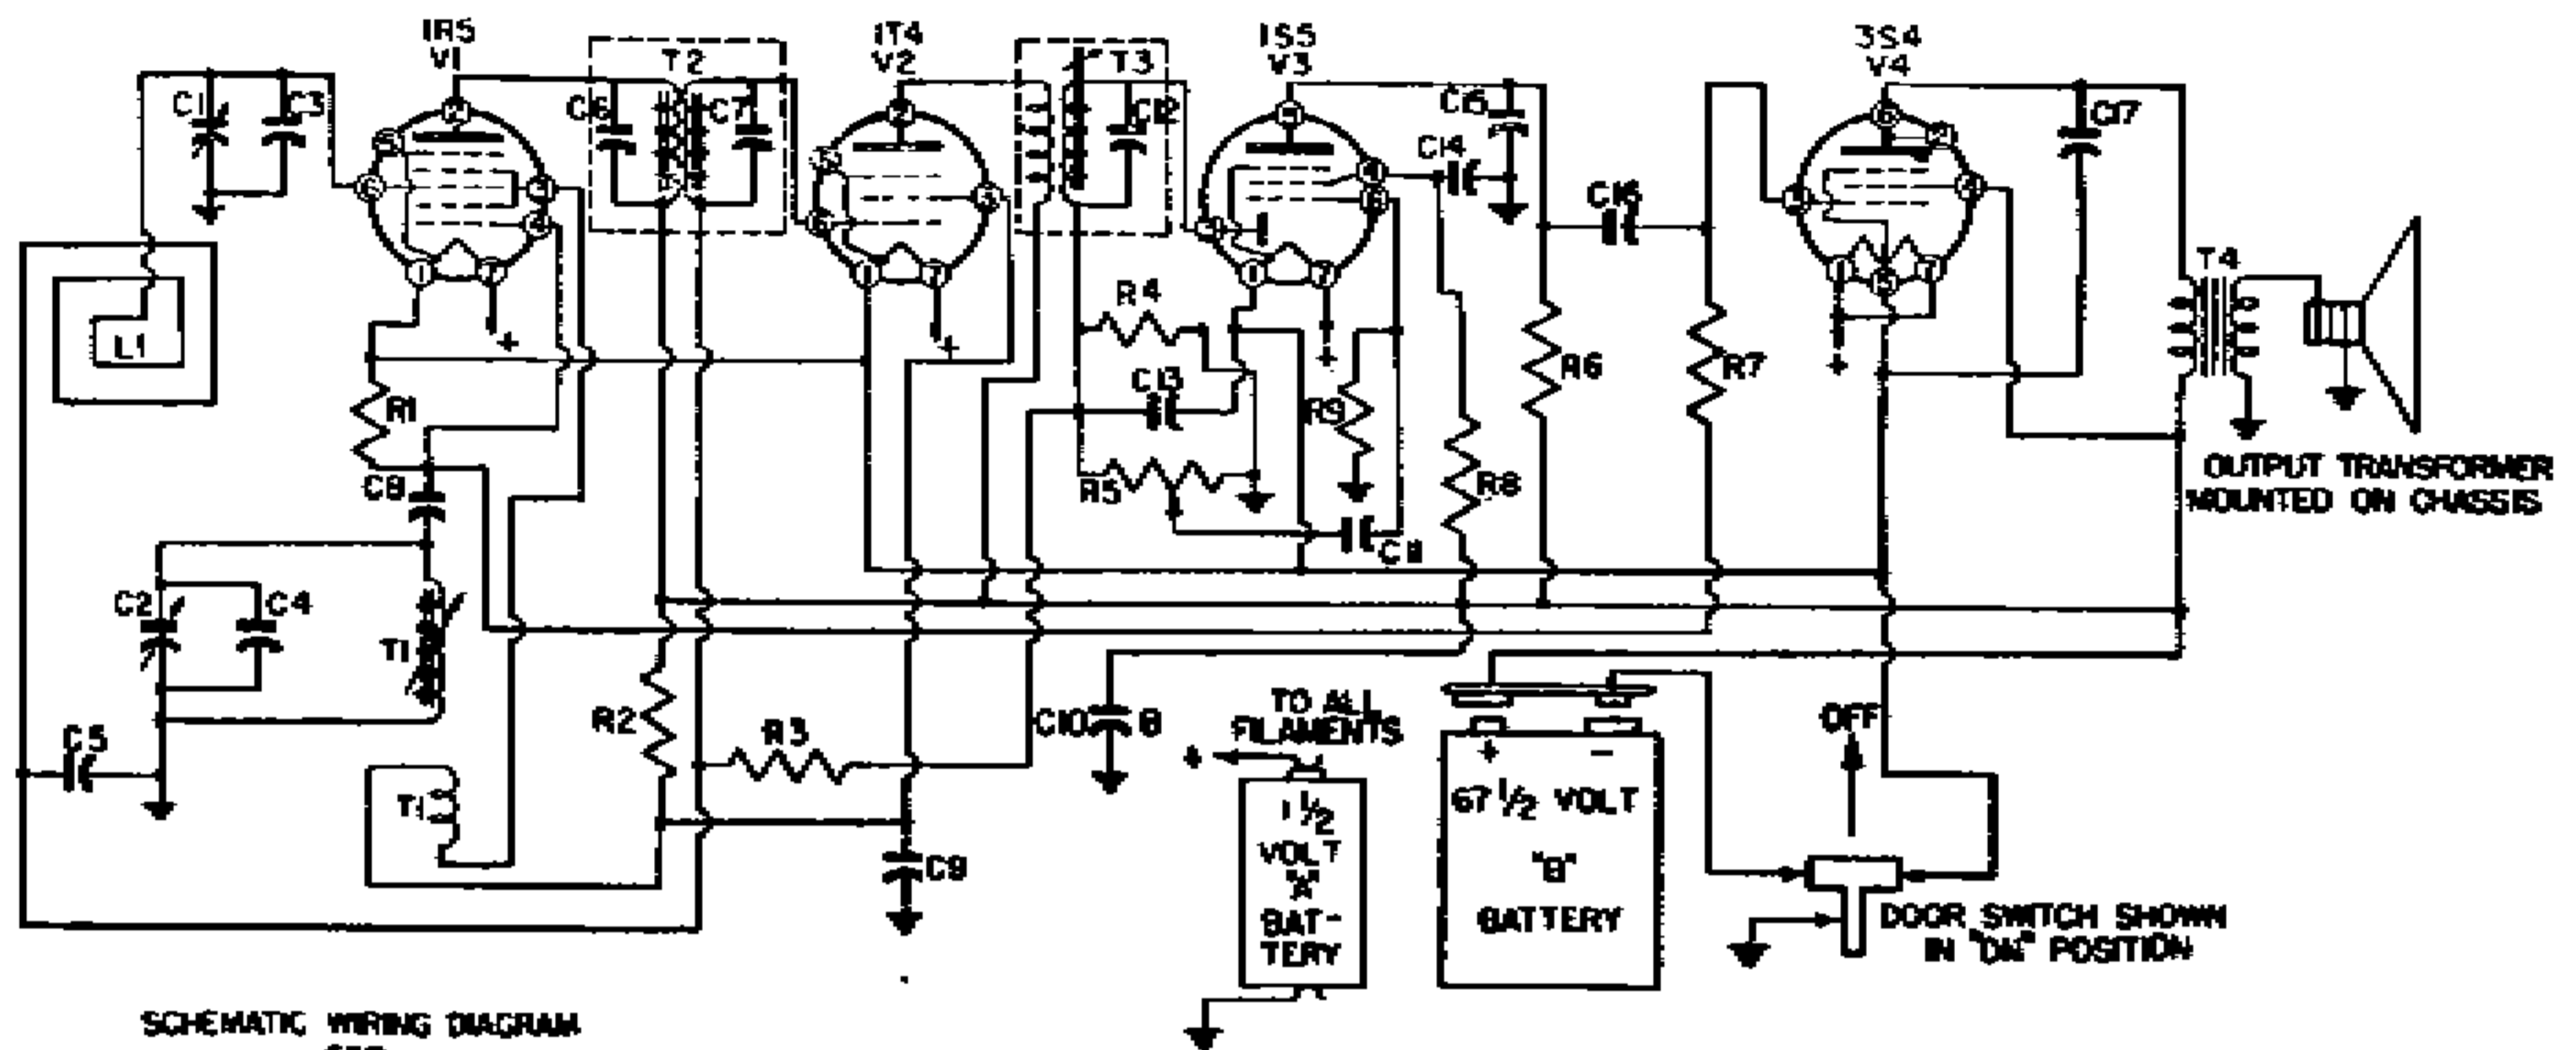 1R5
V1
1T4
V2
1S5
V3
3S4
V4
T2
T3
C1
C3
C6
C7
C12
C15
C14
C16
C17
T4
L1
R1
R4
C13
R9
R5
R6
R7
R8
C8
C11
OUTPUT TRANSFORMER
MOUNTED ON CHASSIS
C2
C4
T1
C5
T1
R2
R3
C9
C10 B
TO ALL
FILAMENTS
+
1 1/2
VOLT
"A"
BAT-
TERY
+ -
67 1/2 VOLT
"B"
BATTERY
OFF
DOOR SWITCH SHOWN
IN "ON" POSITION
SCHEMATIC WIRING DIAGRAM